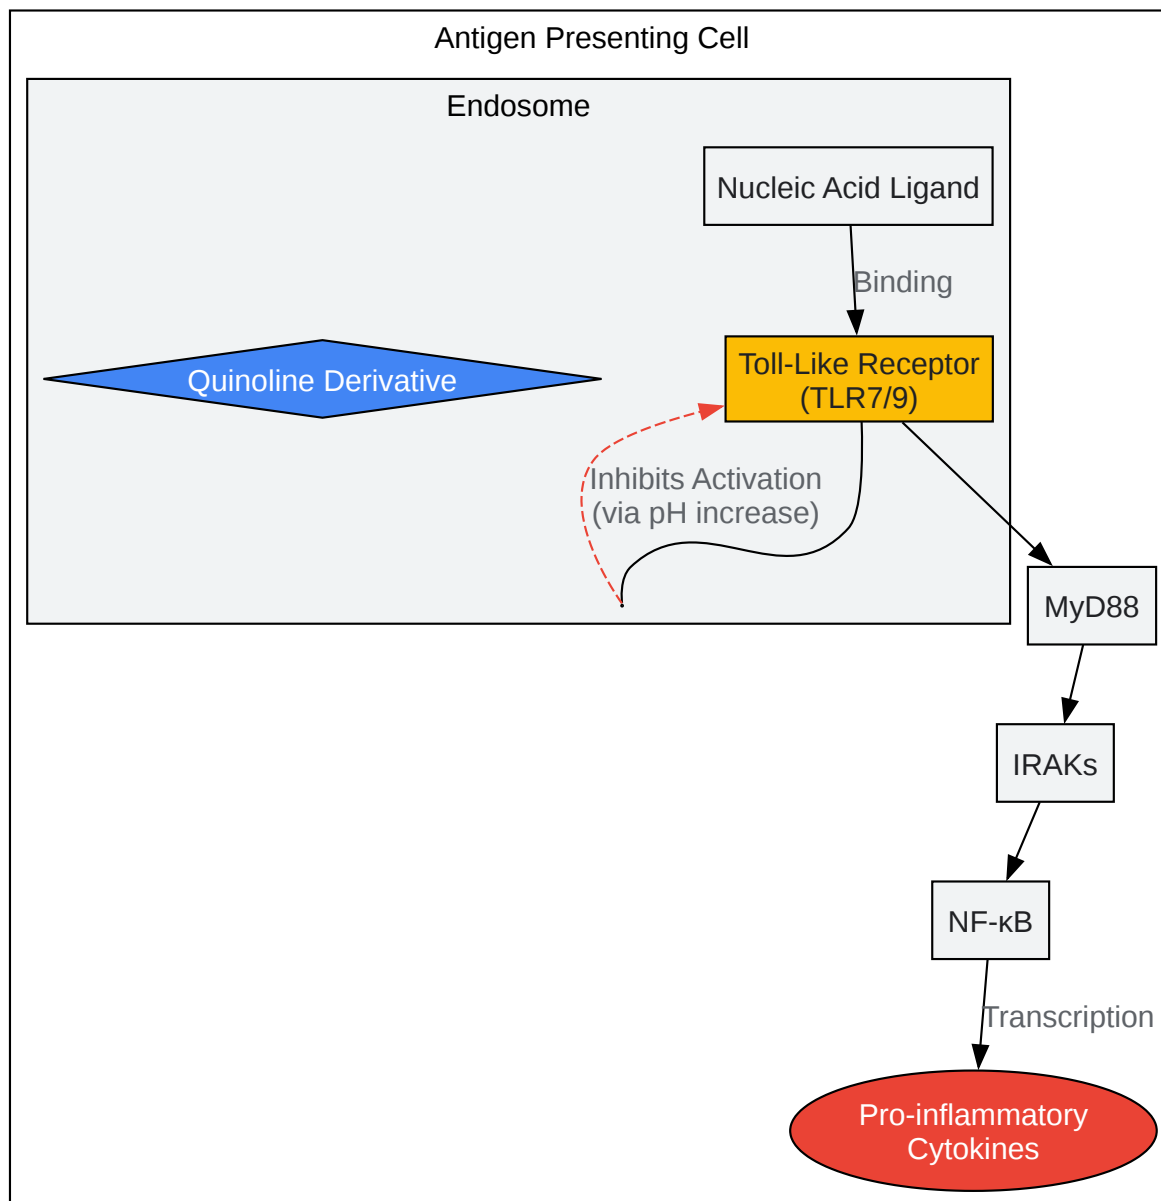 Antigen Presenting Cell
Endosome
Nucleic Acid Ligand
Binding
Quinoline Derivative
Toll-Like Receptor
(TLR7/9)
Inhibits Activation
(via pH increase)
MyD88
IRAKs
NF-κB
Transcription
Pro-inflammatory
Cytokines